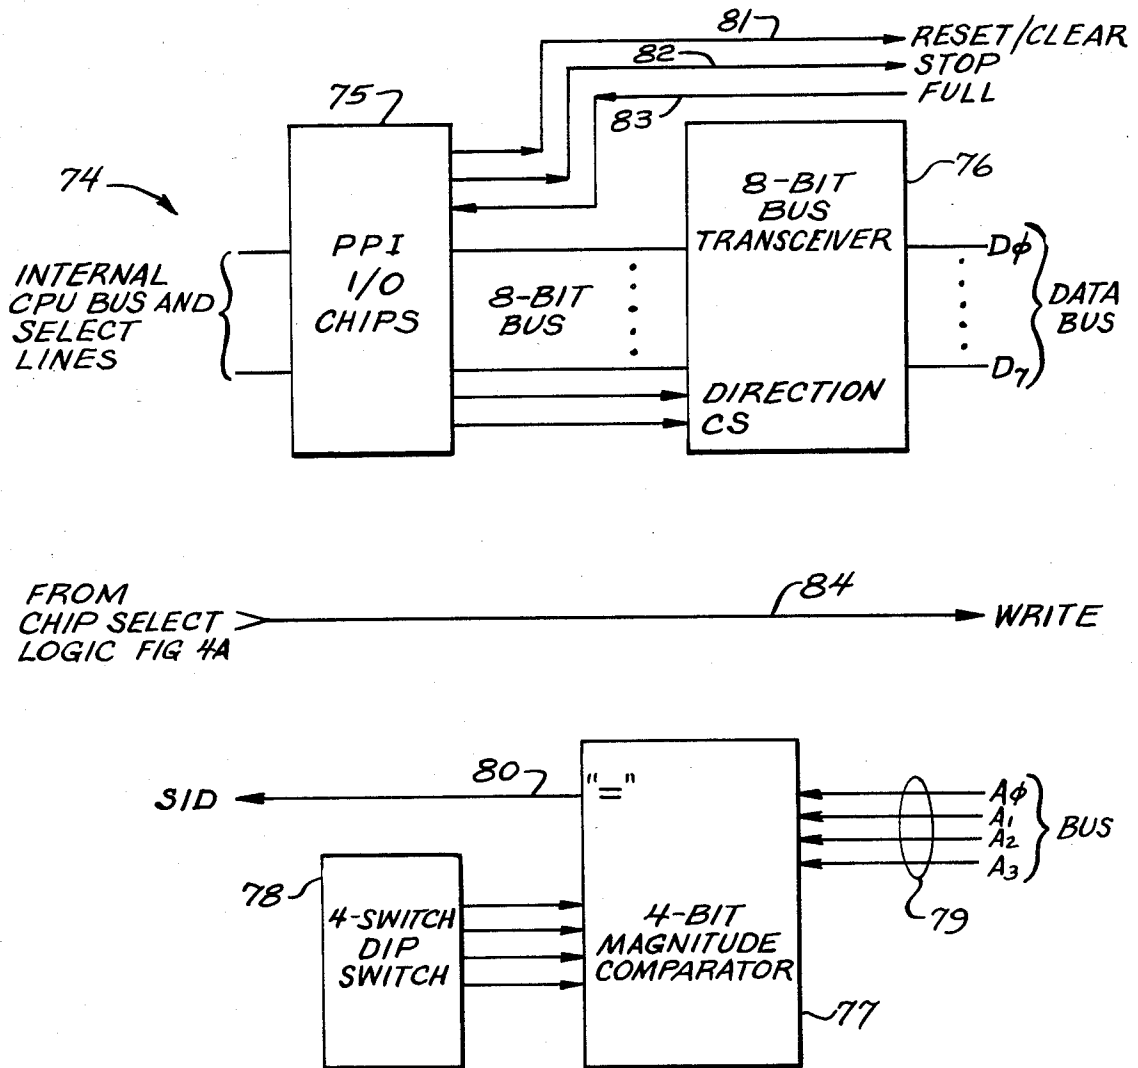 81
RESET/CLEAR
82
STOP
75
83
FULL
74
76
8-BIT
BUS
TRANSCEIVER
PPI
I/O
CHIPS
INTERNAL
CPU BUS AND
SELECT
LINES
8-BIT
BUS
Dϕ
DATA
BUS
D7
DIRECTION
CS
FROM
CHIP SELECT
LOGIC FIG 4A
84
WRITE
SID
80
"="
Aϕ
A1
A2
A3
BUS
78
4-SWITCH
DIP
SWITCH
4-BIT
MAGNITUDE
COMPARATOR
79
77